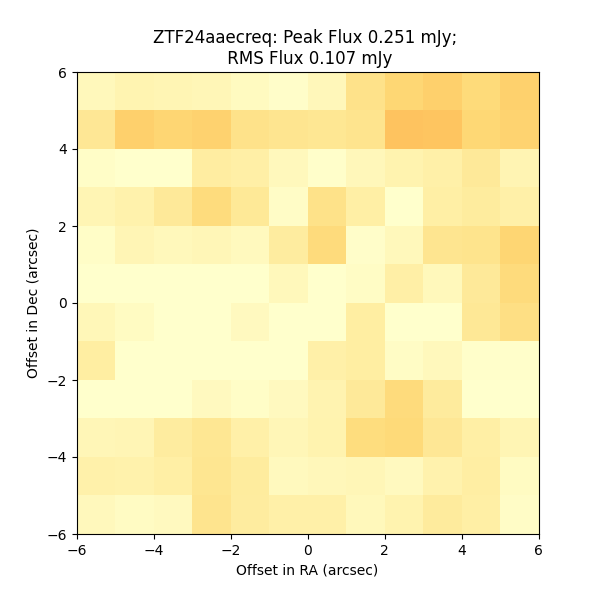 ZTF24aaecreq: Peak Flux 0.251 mJy;
RMS Flux 0.107 mJy
6
4
2
0
−2
−4
−6
Offset in Dec (arcsec)
−6 −4 −2 0 2 4 6
Offset in RA (arcsec)